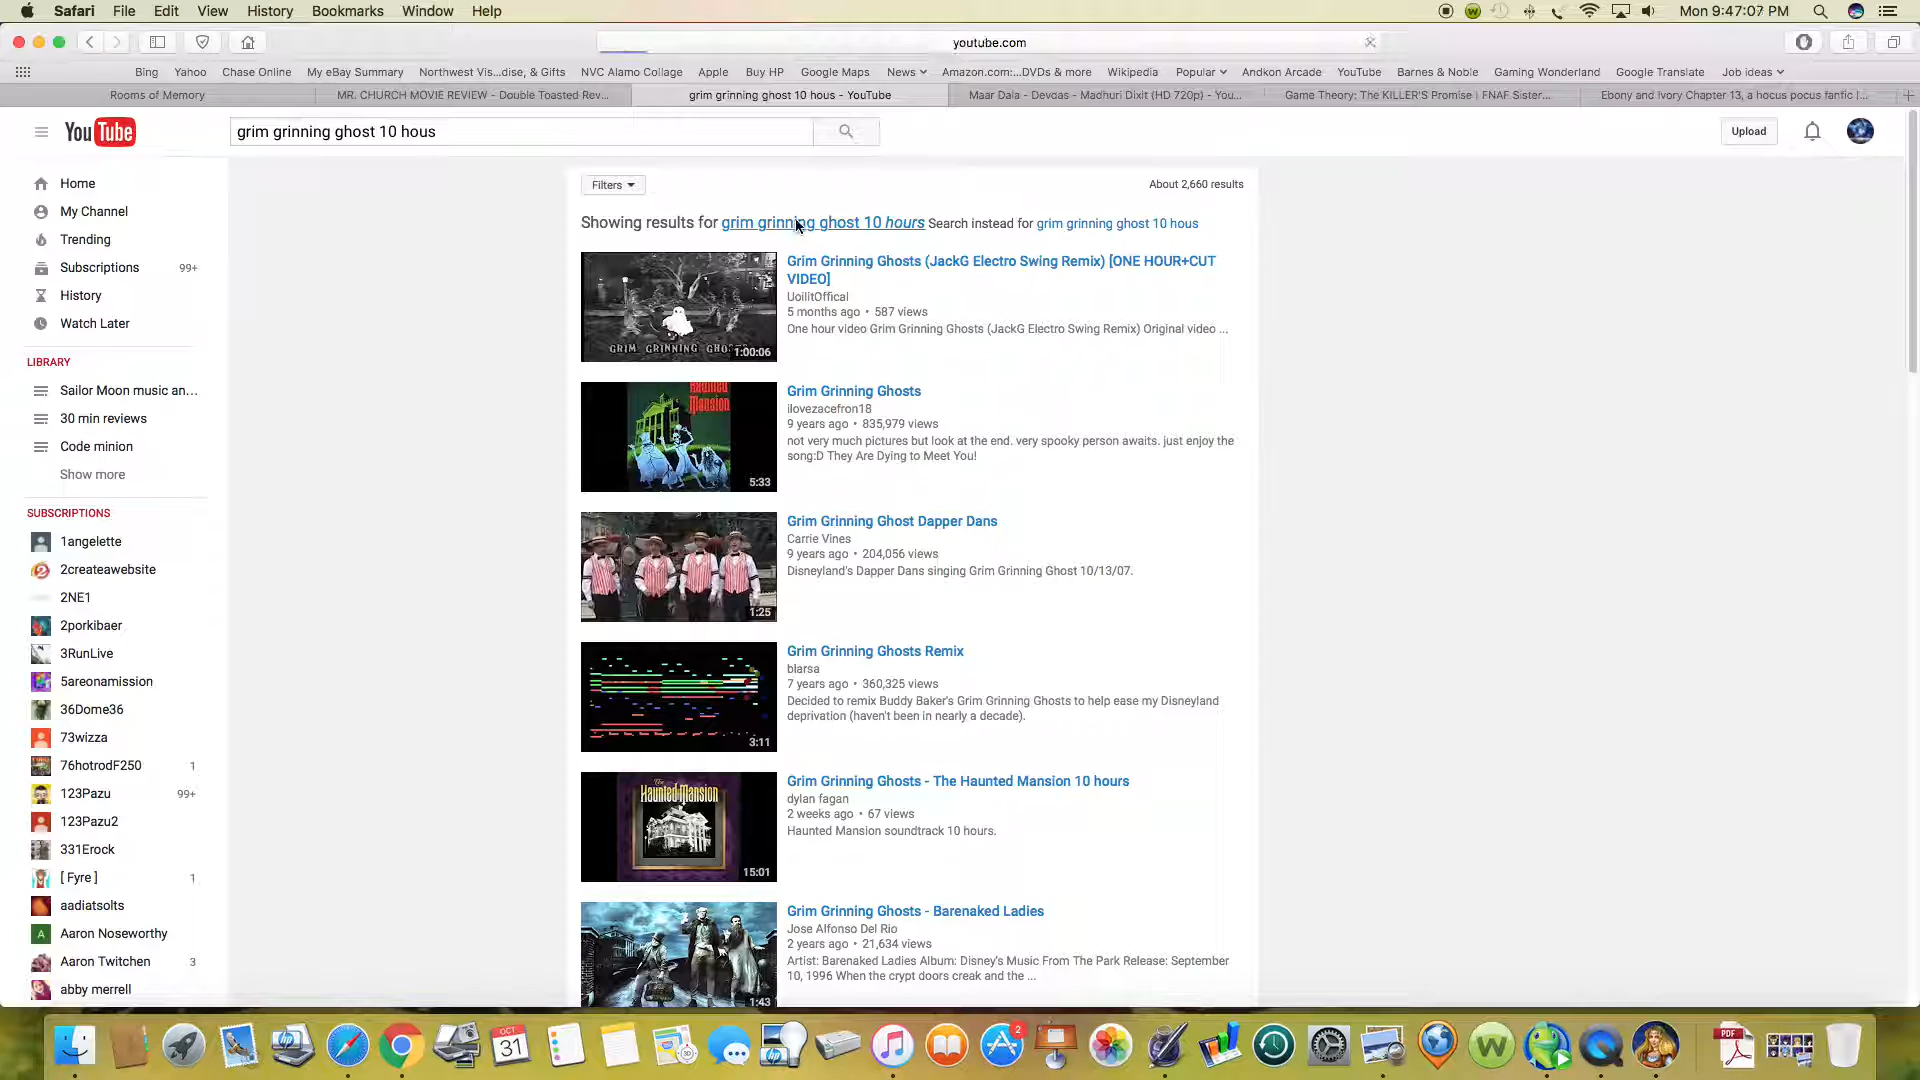 Safari File Edit View History Bookmarks Window Help Mon 9:47:07 PM
youtube.com
Bing Yahoo Chase Online My eBay Summary Northwest Vis...dise, & Gifts NVC Alamo Collage Apple Buy HP Google Maps News Amazon.com:...DVDs & more Wikipedia Popular Andkon Arcade YouTube Barnes & Noble Gaming Wonderland Google Translate Job ideas
Rooms of Memory MR. CHURCH MOVIE REVIEW - Double Toasted Rev... grim grinning ghost 10 hous - YouTube Maar Dala - Devdas - Madhuri Dixit (HD 720p) - You... Game Theory: The KILLER'S Promise | FNAF Sister... Ebony and Ivory Chapter 13, a hocus pocus fanfic |...
YouTube grim grinning ghost 10 hous Upload
Filters About 2,660 results
Showing results for grim grinning ghost 10 hours Search instead for grim grinning ghost 10 hous
Home
My Channel
Trending
Subscriptions 99+
History
Watch Later
LIBRARY
Sailor Moon music an...
30 min reviews
Code minion
Show more
SUBSCRIPTIONS
1angelette
2createawebsite
2NE1
2porkibaer
3RunLive
5areonamission
36Dome36
73wizza
76hotrodF250 1
123Pazu 99+
123Pazu2
331Erock
[ Fyre ] 1
aadiatsolts
A Aaron Noseworthy
Aaron Twitchen 3
abby merrell
GRIM GRINNING GHO
1:00:06
Grim Grinning Ghosts (JackG Electro Swing Remix) [ONE HOUR+CUT
VIDEO]
UoilitOffical
5 months ago • 587 views
One hour video Grim Grinning Ghosts (JackG Electro Swing Remix) Original video ...
Haunted
Mansion
5:33
Grim Grinning Ghosts
ilovezacefron18
9 years ago • 835,979 views
not very much pictures but look at the end. very spooky person awaits. just enjoy the
song:D They Are Dying to Meet You!
1:25
Grim Grinning Ghost Dapper Dans
Carrie Vines
9 years ago • 204,056 views
Disneyland's Dapper Dans singing Grim Grinning Ghost 10/13/07.
3:11
Grim Grinning Ghosts Remix
blarsa
7 years ago • 360,325 views
Decided to remix Buddy Baker's Grim Grinning Ghosts to help ease my Disneyland
deprivation (haven't been in nearly a decade).
The
Haunted Mansion
15:01
Grim Grinning Ghosts - The Haunted Mansion 10 hours
dylan fagan
2 weeks ago • 67 views
Haunted Mansion soundtrack 10 hours.
1:43
Grim Grinning Ghosts - Barenaked Ladies
Jose Alfonso Del Rio
2 years ago • 21,634 views
Artist: Barenaked Ladies Album: Disney's Music From The Park Release: September
10, 1996 When the crypt doors creak and the ...
OCT
31
2
PDF